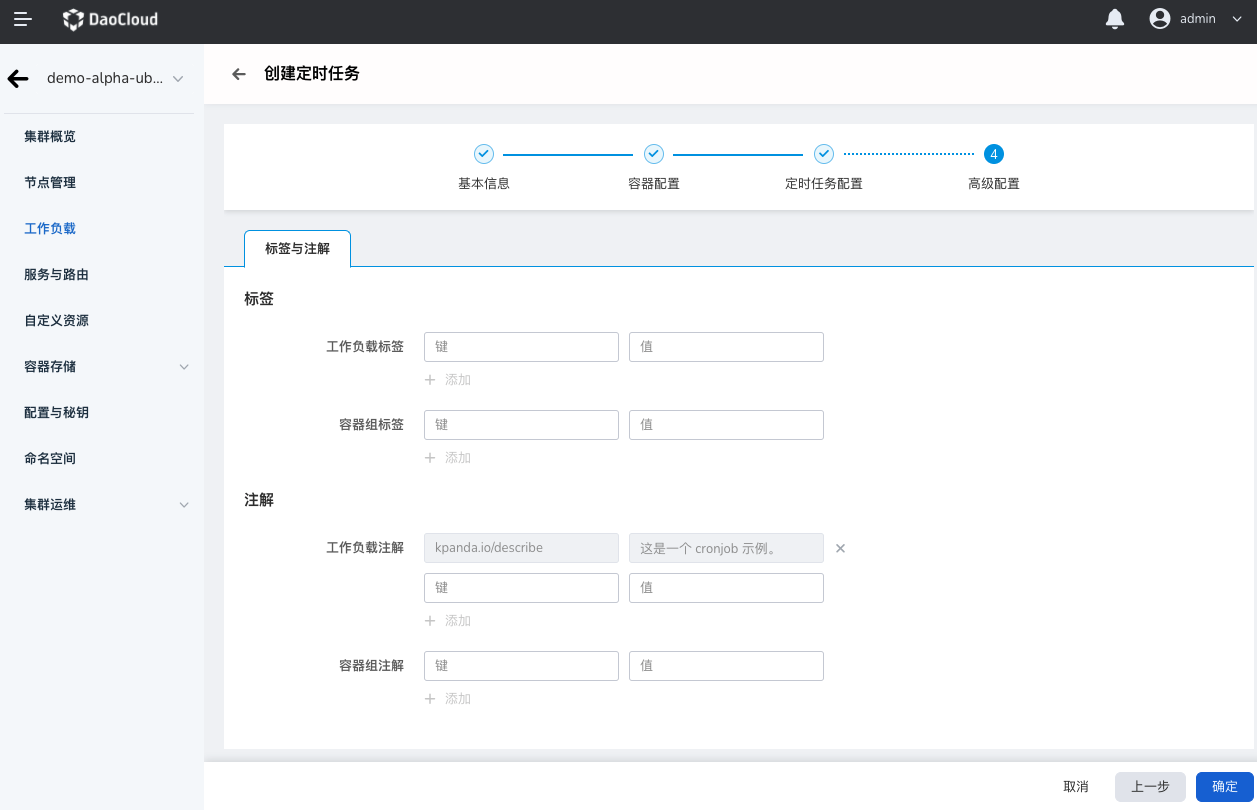 DaoCloud
admin
demo-alpha-ub...
集群概览
节点管理
工作负载
服务与路由
自定义资源
容器存储
配置与秘钥
命名空间
集群运维
创建定时任务
基本信息
容器配置
定时任务配置
4
高级配置
标签与注解
标签
工作负载标签 键 值
添加
容器组标签 键 值
添加
注解
工作负载注解 kpanda.io/describe 这是一个 cronjob 示例。
键 值
添加
容器组注解 键 值
添加
取消 上一步 确定